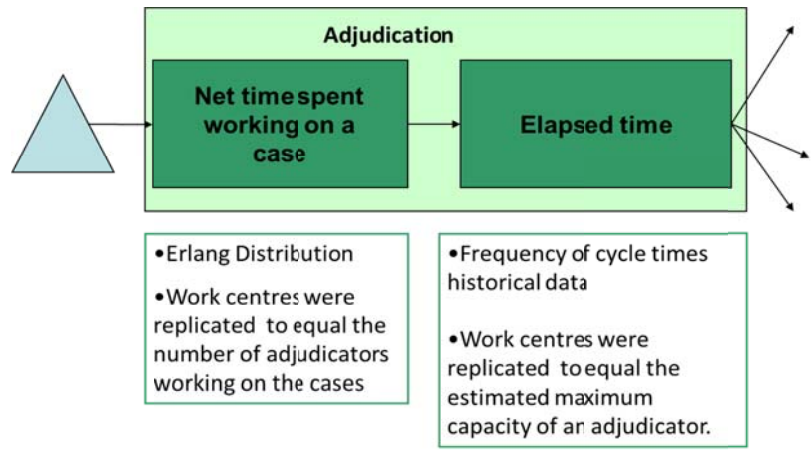 Adjudication
Net time spent
working on a
case
Elapsed time
•Erlang Distribution
•Work centres were
replicated to equal the
number of adjudicators
working on the cases
•Frequency of cycle times
historical data
•Work centres were
replicated to equal the
estimated maximum
capacity of an adjudicator.